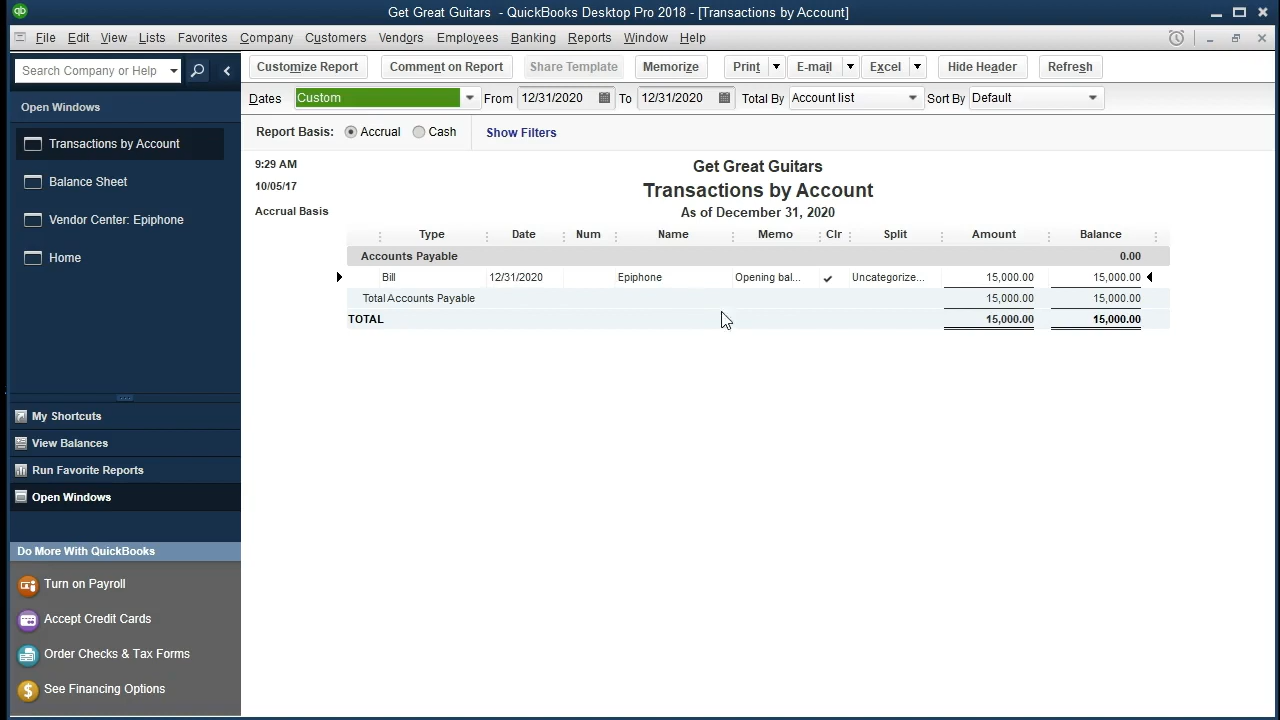 Get Great Guitars - QuickBooks Desktop Pro 2018 - [Transactions by Account]
File Edit View Lists Favorites Company Customers Vendors Employees Banking Reports Window Help
Search Company or Help
Customize Report Comment on Report Share Template Memorize Print E-mail Excel Hide Header Refresh
Dates Custom From 12/31/2020 To 12/31/2020 Total By Account list Sort By Default
Report Basis: Accrual Cash Show Filters
Open Windows
Transactions by Account
Balance Sheet
Vendor Center: Epiphone
Home
My Shortcuts
View Balances
Run Favorite Reports
Open Windows
Do More With QuickBooks
Turn on Payroll
Accept Credit Cards
Order Checks & Tax Forms
$ See Financing Options
9:29 AM
10/05/17
Accrual Basis
Get Great Guitars
Transactions by Account
As of December 31, 2020
Type Date Num Name Memo Clr Split Amount Balance
Accounts Payable 0.00
Bill 12/31/2020 Epiphone Opening bal... ✓ Uncategorize... 15,000.00 15,000.00
Total Accounts Payable 15,000.00 15,000.00
TOTAL 15,000.00 15,000.00